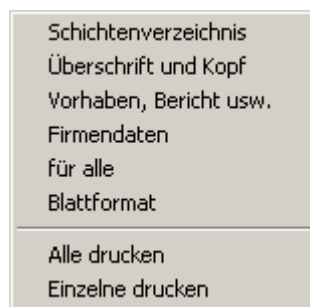 Schichtenverzeichnis
Überschrift und Kopf
Vorhaben, Bericht usw.
Firmendaten
für alle
Blattformat
Alle drucken
Einzelne drucken